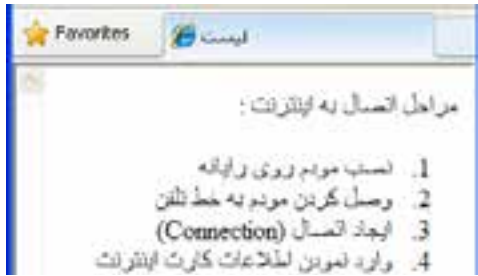 Favorites
لیست
مراحل اتصال به اینترنت :
1. نصب مودم روی رایانه
2. وصل کردن مودم به خط تلفن
3. ایجاد اتصال (Connection)
4. وارد نمودن اطلاعات کارت اینترنت